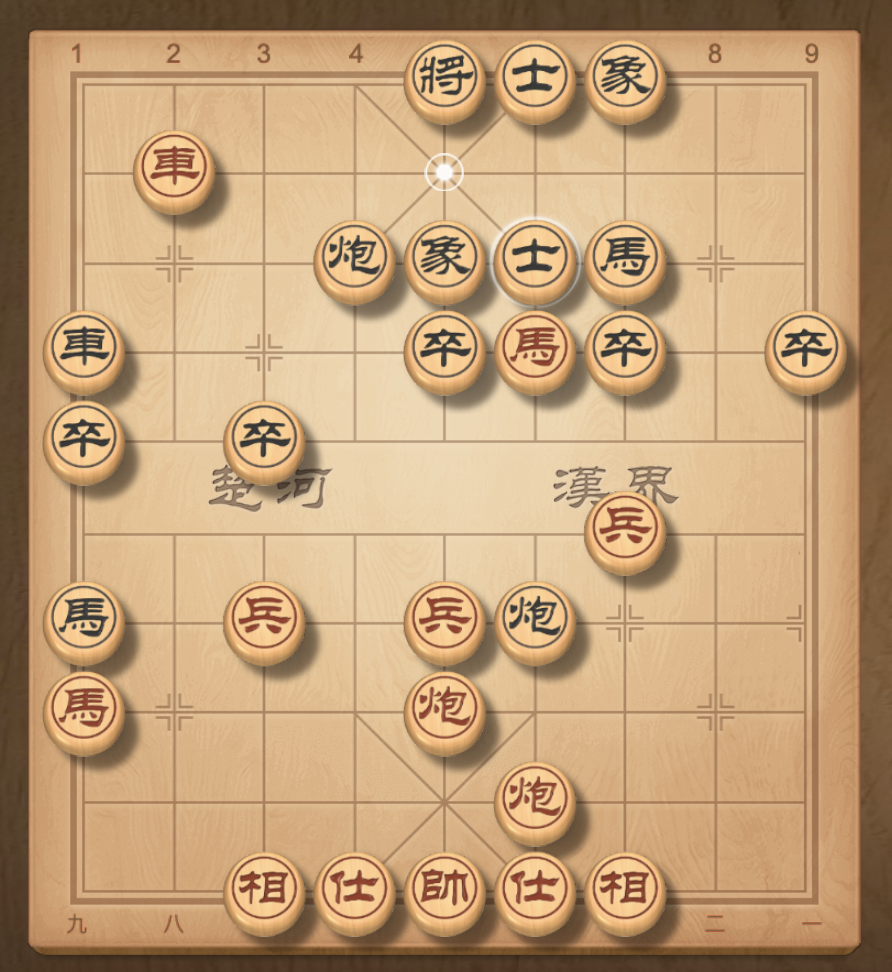 1 2 3 4 8 9
將 士 象
車
炮 象 士 馬
車 卒 馬 卒 卒
卒 卒
楚河 漢界
兵
馬 兵 兵 炮
馬 炮
炮
相 仕 帥 仕 相
九 八 二 一